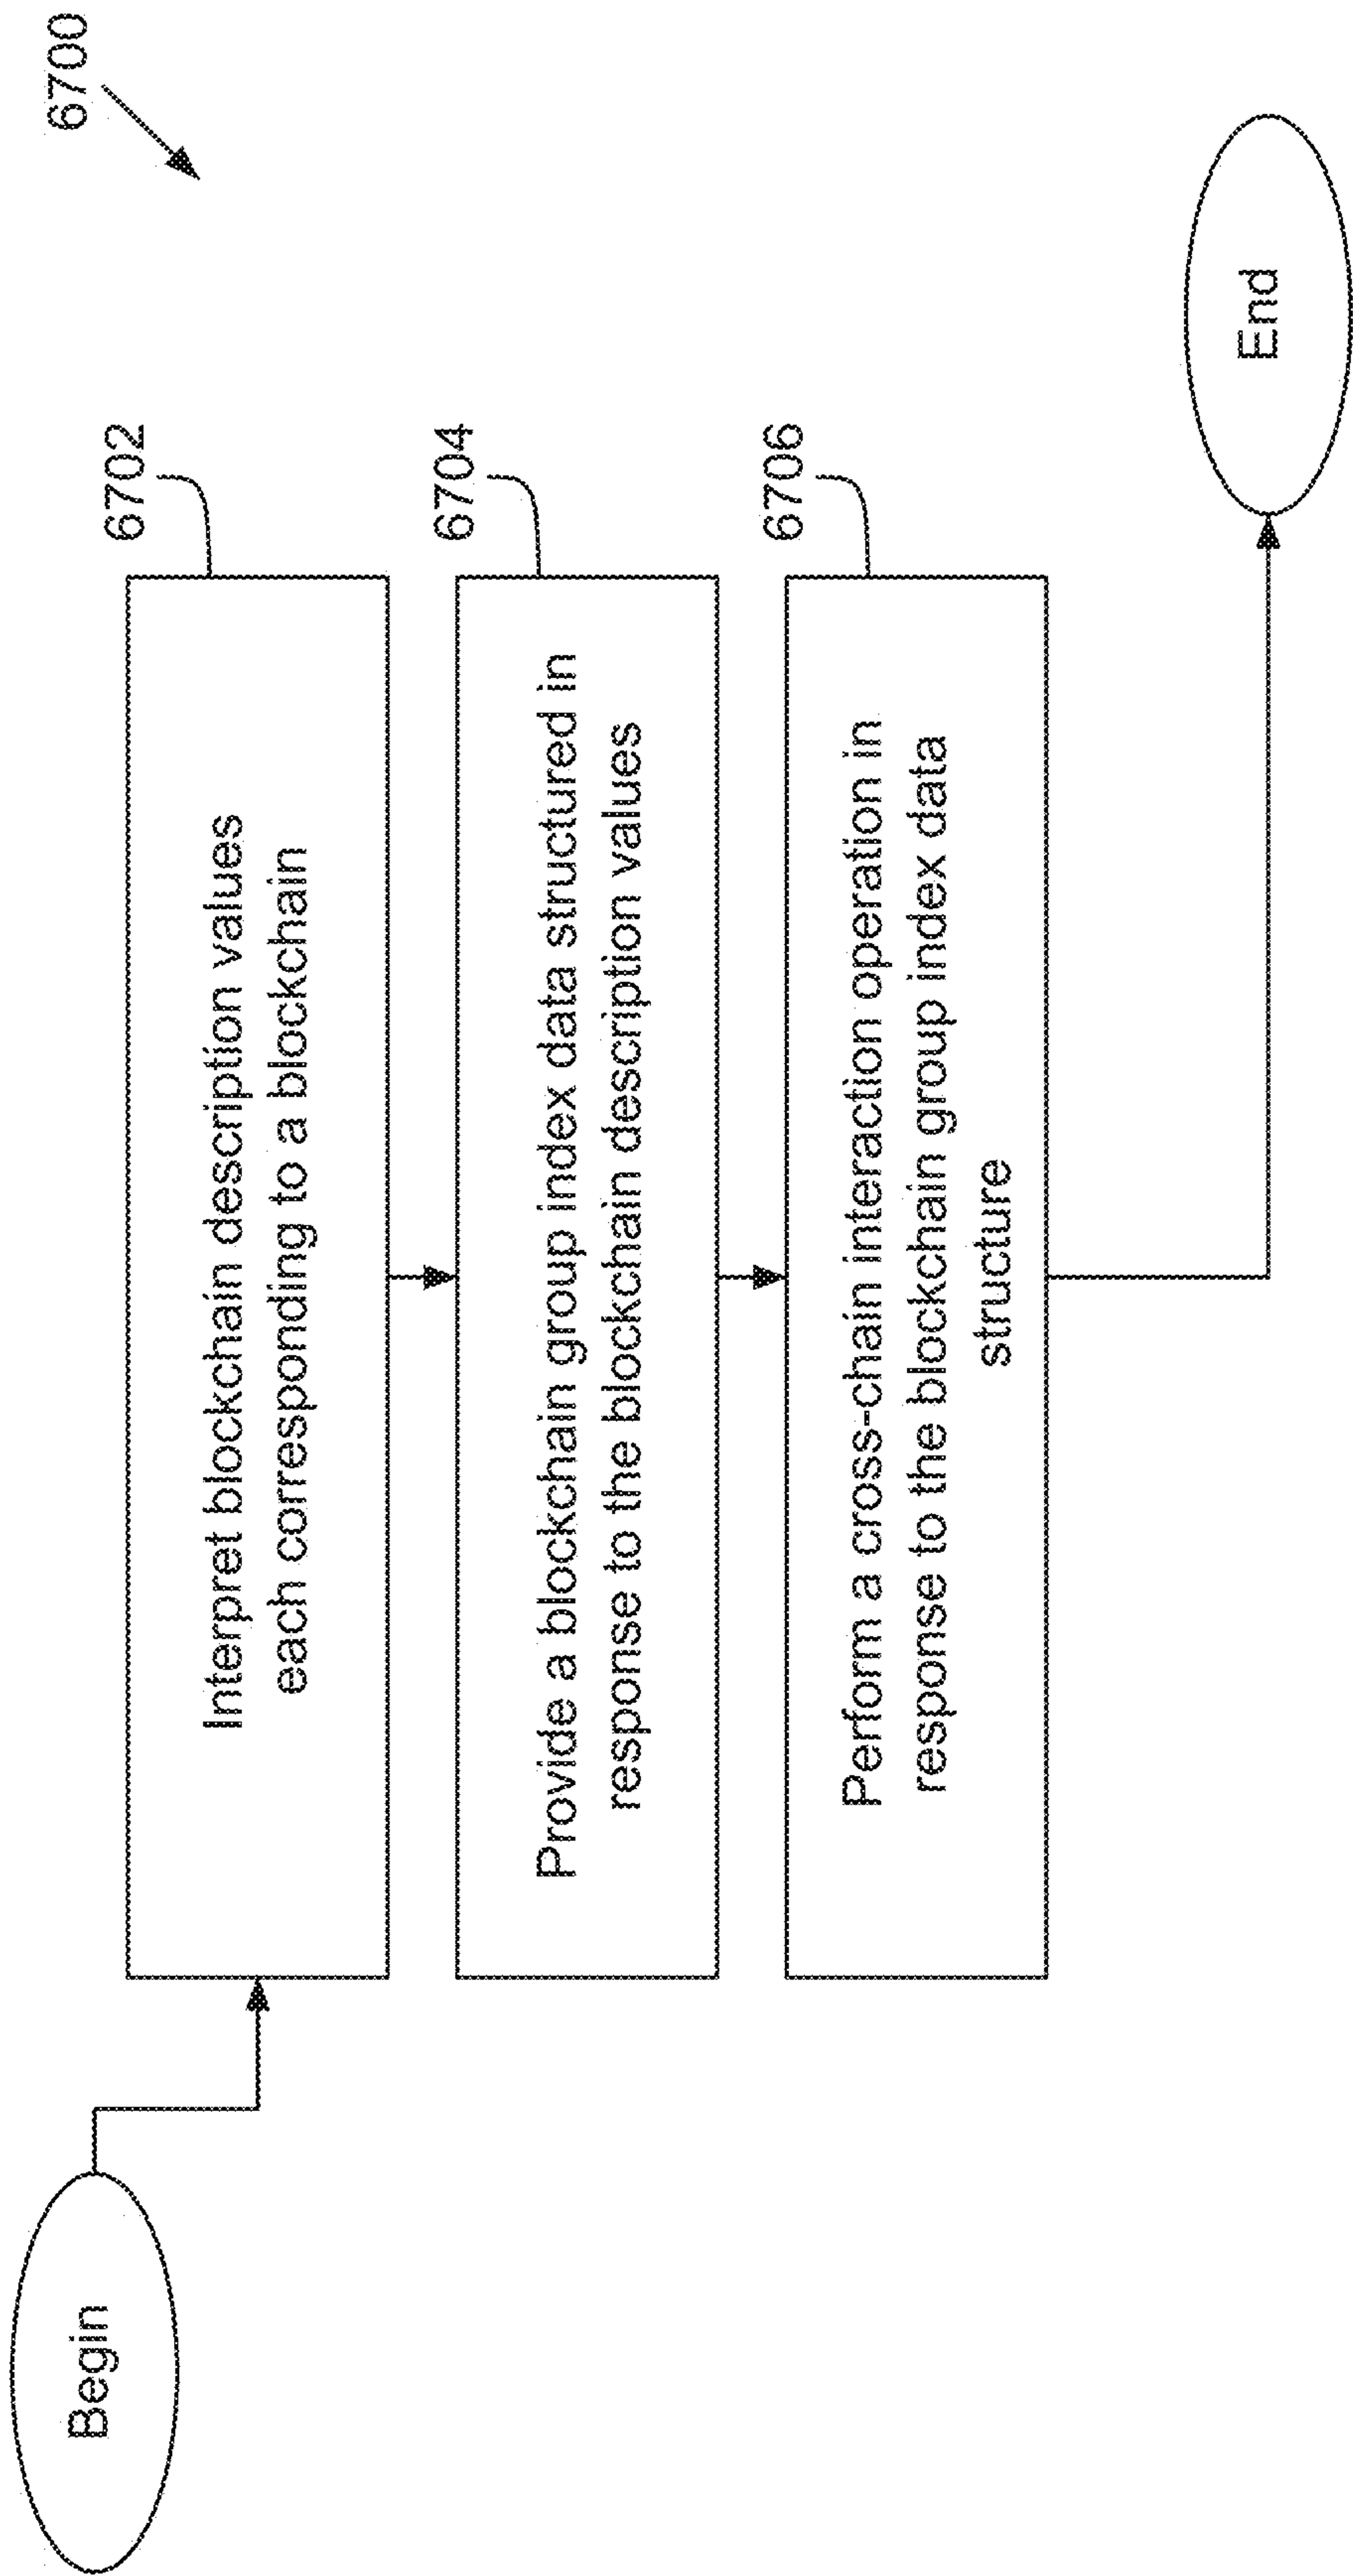 6700
Begin
6702
Interpret blockchain description values
each corresponding to a blockchain
6704
Provide a blockchain group index data structured in
response to the blockchain description values
6706
Perform a cross-chain interaction operation in
response to the blockchain group index data
structure
End